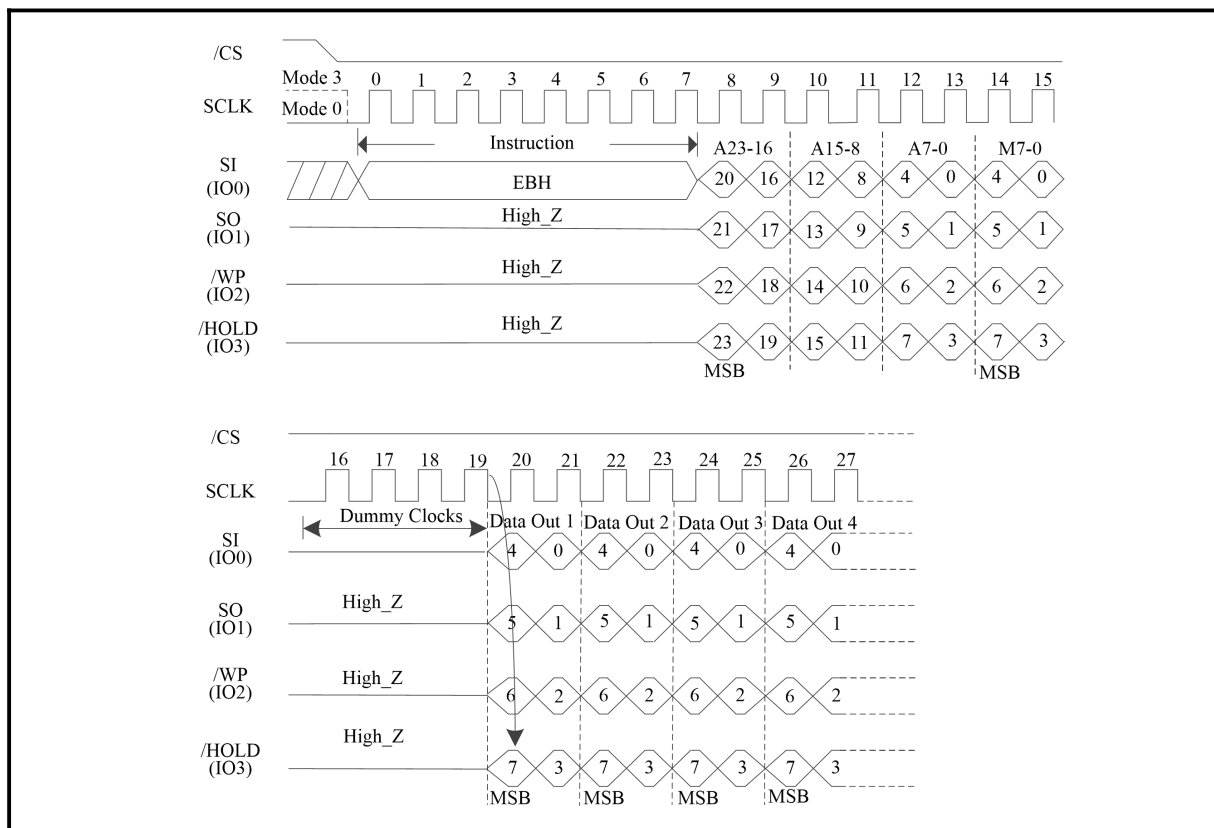 /CS
Mode 3 0 1 2 3 4 5 6 7 8 9 10 11 12 13 14 15
SCLK Mode 0
Instruction A23-16 A15-8 A7-0 M7-0
SI
(IO0) EBH 20 16 12 8 4 0 4 0
SO
(IO1) High_Z 21 17 13 9 5 1 5 1
/WP
(IO2) High_Z 22 18 14 10 6 2 6 2
/HOLD
(IO3) High_Z 23 19 15 11 7 3 7 3
MSB MSB
/CS
16 17 18 19 20 21 22 23 24 25 26 27
SCLK
Dummy Clocks Data Out 1 Data Out 2 Data Out 3 Data Out 4
SI
(IO0) 4 0 4 0 4 0 4 0
SO
(IO1) High_Z 5 1 5 1 5 1 5 1
/WP
(IO2) High_Z 6 2 6 2 6 2 6 2
/HOLD
(IO3) High_Z 7 3 7 3 7 3 7 3
MSB MSB MSB MSB